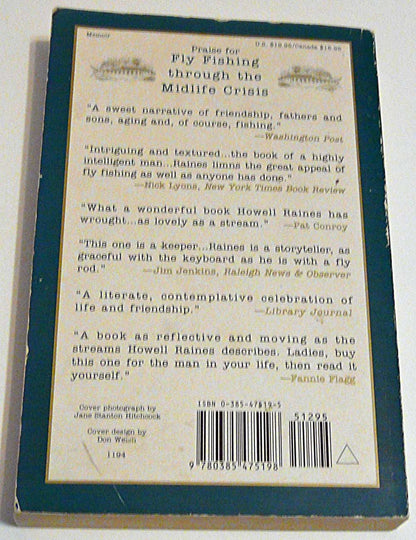 Memoir
U.S. $12.95/Canada $16.95
Praise for
Fly Fishing
through the
Midlife Crisis
"A sweet narrative of friendship, fathers and
sons, aging and, of course, fishing."
—Washington Post
"Intriguing and textured...the book of a highly
intelligent man...Raines limns the great appeal of
fly fishing as well as anyone has done."
—Nick Lyons, New York Times Book Review
"What a wonderful book Howell Raines has
wrought...as lovely as a stream." —Pat Conroy
"This one is a keeper...Raines is a storyteller, as
graceful with the keyboard as he is with a fly
rod." —Jim Jenkins, Raleigh News & Observer
"A literate, contemplative celebration of
life and friendship." —Library Journal
"A book as reflective and moving as the
streams Howell Raines describes. Ladies, buy
this one for the man in your life, then read it
yourself." —Fannie Flagg
Cover photograph by
Jane Stanton Hitchcock
Cover design by
Don Welsh
1194
ISBN 0-385-47519-5
51295
9 780385 475198